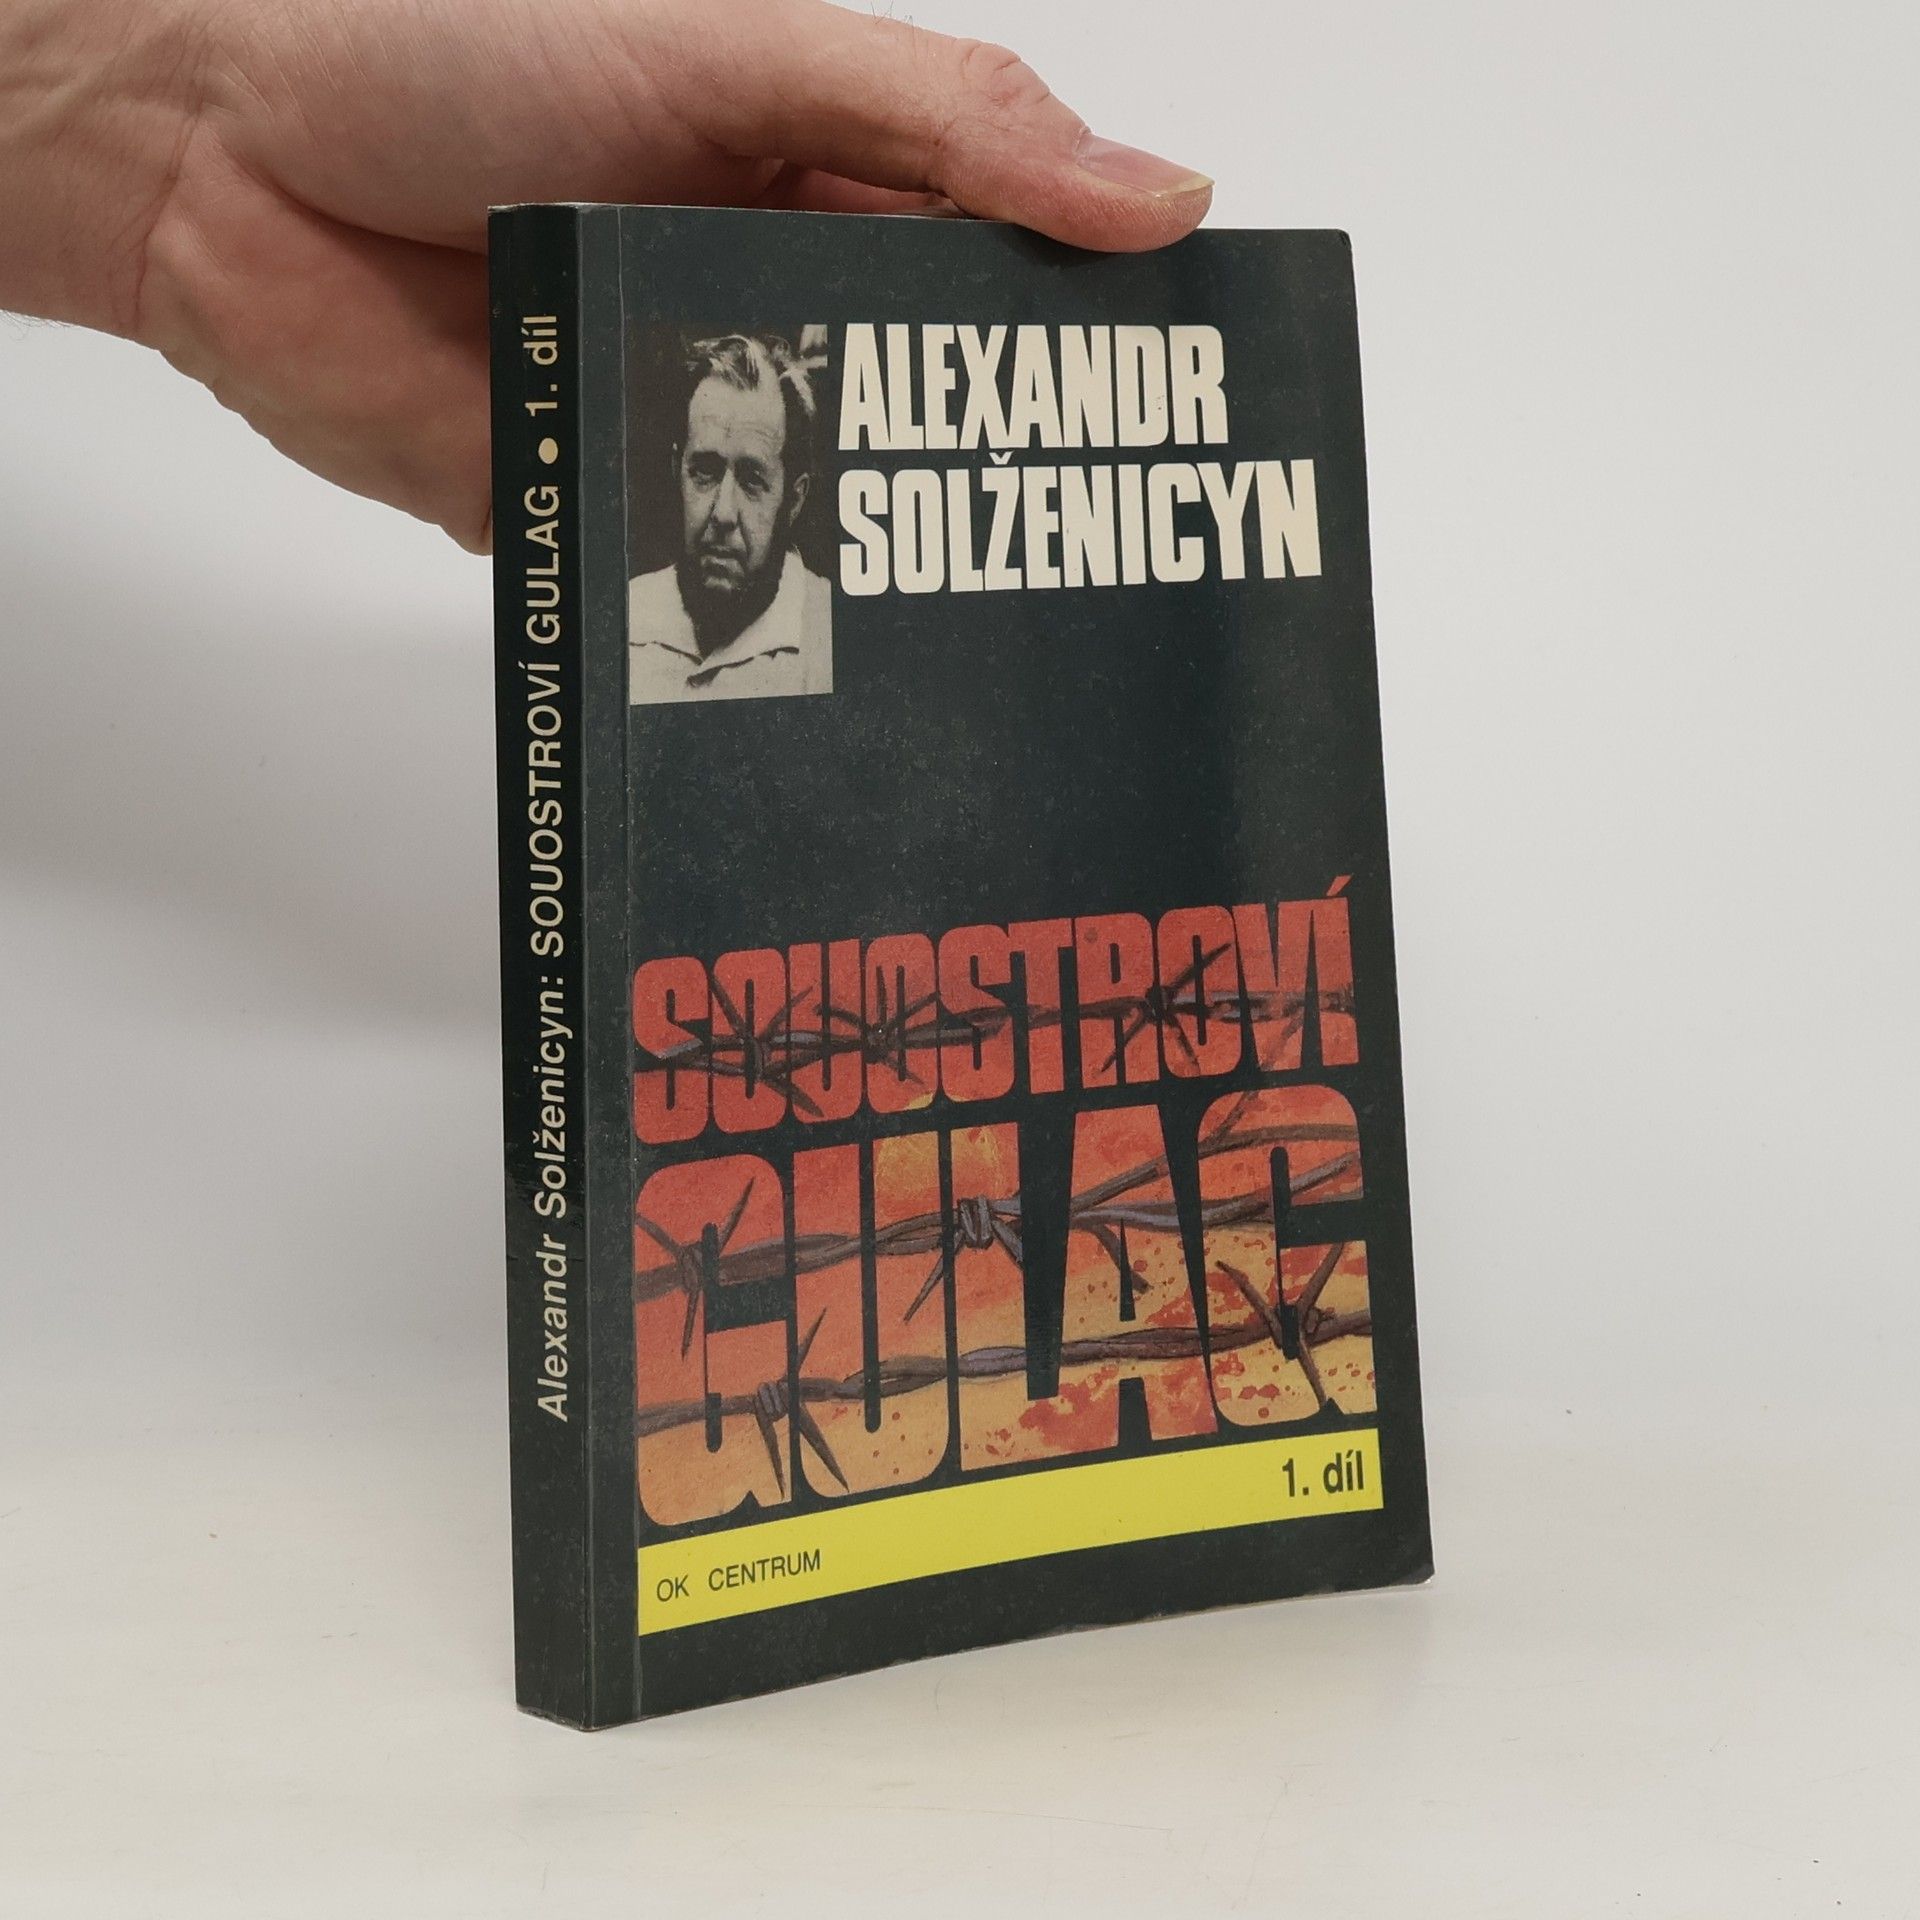 Alexandr Solženicyn: SOUOSTROVÍ GULAG ● 1. díl
ALEXANDR
SOLŽENICYN
SOUOSTROVÍ
GULAG
1. díl
OK CENTRUM